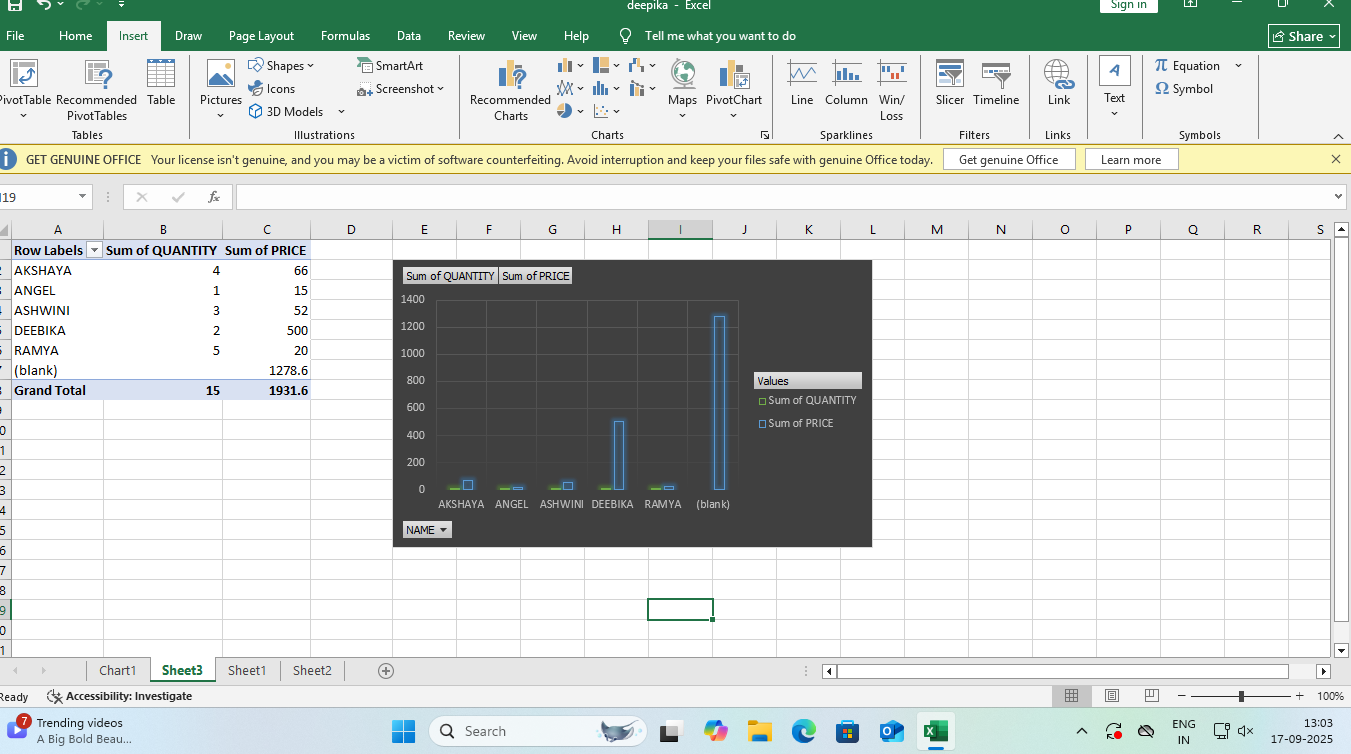 deepika - Excel
Sign in
File Home Insert Draw Page Layout Formulas Data Review View Help Tell me what you want to do
Share
PivotTable Recommended PivotTables Table
Tables
Pictures Shapes Icons 3D Models SmartArt Screenshot
Illustrations
Recommended Charts Maps PivotChart
Charts
Line Column Win/ Loss
Sparklines
Slicer Timeline
Filters
Link
Links
Text
Equation
Symbol
Symbols
GET GENUINE OFFICE Your license isn't genuine, and you may be a victim of software counterfeiting. Avoid interruption and keep your files safe with genuine Office today. Get genuine Office Learn more
I19 fx
A B C D E F G H I J K L M N O P Q R S
Row Labels Sum of QUANTITY Sum of PRICE
AKSHAYA 4 66
ANGEL 1 15
ASHWINI 3 52
DEEBIKA 2 500
RAMYA 5 20
(blank) 1278.6
Grand Total 15 1931.6
Sum of QUANTITY Sum of PRICE
1400
1200
1000
800
600
400
200
0
AKSHAYA ANGEL ASHWINI DEEBIKA RAMYA (blank)
Values
Sum of QUANTITY
Sum of PRICE
NAME
Chart1 Sheet3 Sheet1 Sheet2
Ready Accessibility: Investigate
100%
7
Trending videos
A Big Bold Beau...
Search
ENG
IN
13:03
17-09-2025